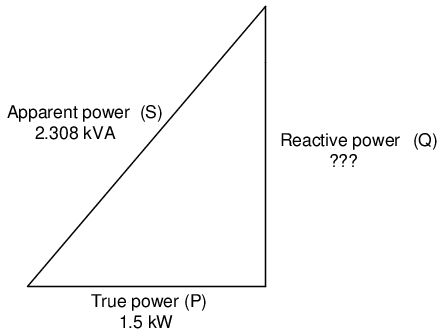 Apparent power (S)
2.308 kVA
Reactive power (Q)
???
True power (P)
1.5 kW